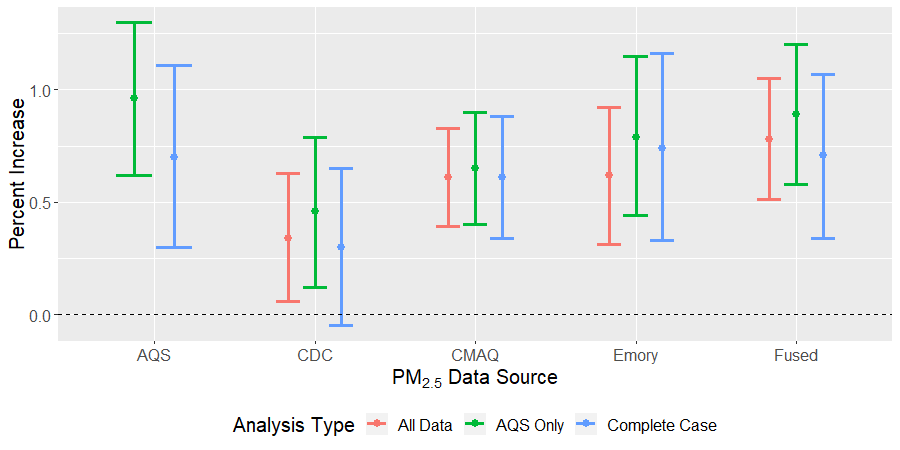 Percent Increase
1.0
0.5
0.0
AQS CDC CMAQ Emory Fused
PM2.5 Data Source
Analysis Type All Data AQS Only Complete Case